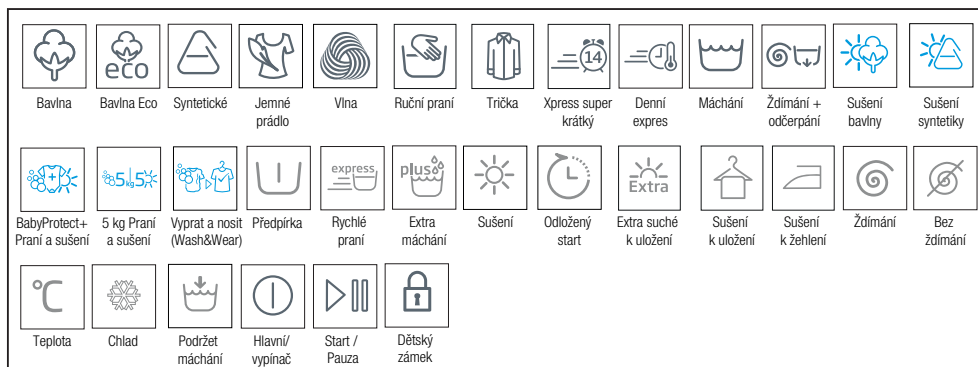 eco
14
Bavlna
Bavlna Eco
Syntetické
Jemné
prádlo
Vlna
Ruční praní
Trička
Xpress super
krátký
Denní
expres
Máchání
Ždímání +
odčerpání
Sušení
bavlny
Sušení
syntetiky
5kg 5
express
plus
Extra
BabyProtect+
Praní a sušení
5 kg Praní
a sušení
Vyprat a nosit
(Wash&Wear)
Předpírka
Rychlé
praní
Extra
máchání
Sušení
Odložený
start
Extra suché
k uložení
Sušení
k uložení
Sušení
k žehlení
Ždímání
Bez
ždímání
°C
Teplota
Chlad
Podržet
máchání
Hlavní/
vypínač
Start /
Pauza
Dětský
zámek